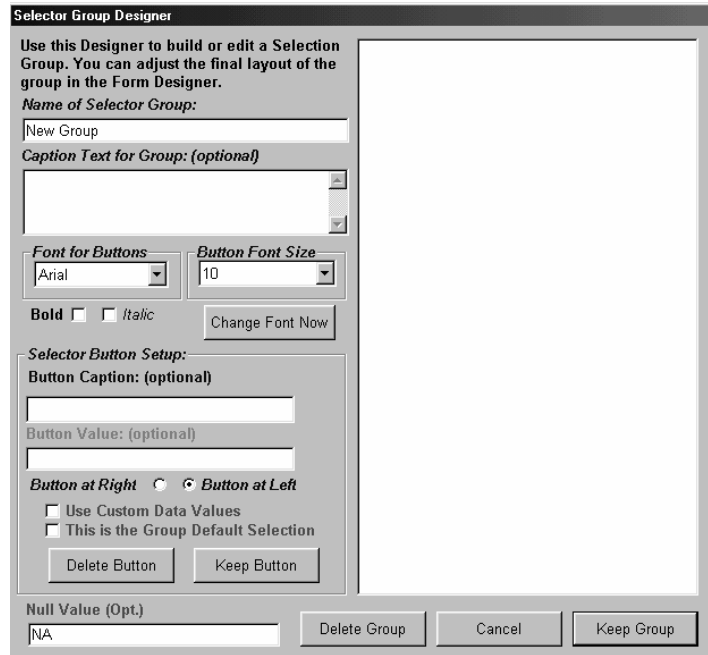 Selector Group Designer
Use this Designer to build or edit a Selection
Group. You can adjust the final layout of the
group in the Form Designer.
Name of Selector Group:
New Group
Caption Text for Group: (optional)
Font for Buttons
Button Font Size
Arial
10
Bold
Italic
Change Font Now
Selector Button Setup:
Button Caption: (optional)
Button Value: (optional)
Button at Right
Button at Left
Use Custom Data Values
This is the Group Default Selection
Delete Button
Keep Button
Null Value (Opt.)
NA
Delete Group
Cancel
Keep Group